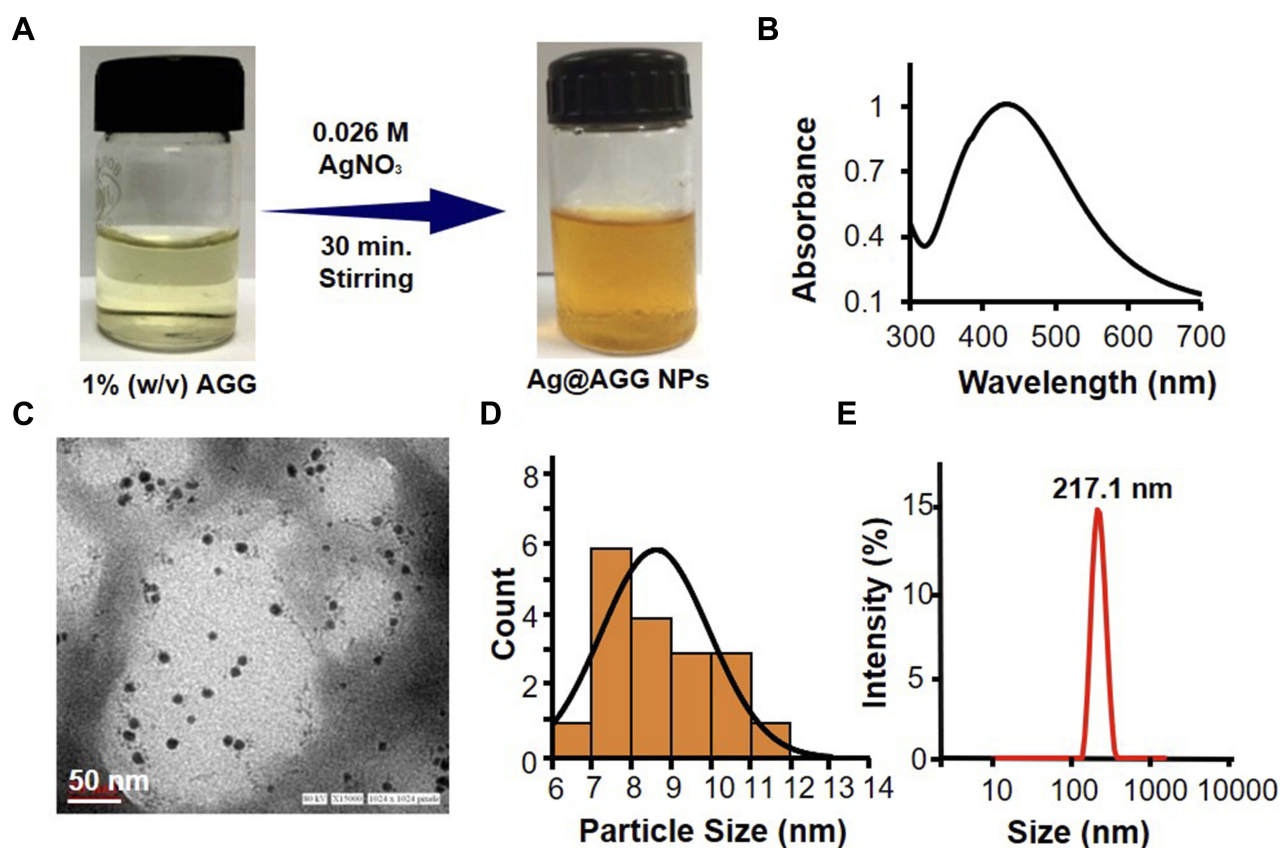 A
0.026 M
AgNO₃
30 min.
Stirring
1% (w/v) AGG
Ag@AGG NPs
B
Absorbance
1
0.7
0.4
0.1
300 400 500 600 700
Wavelength (nm)
C
50 nm
80 kV X15000 1024 x 1024 pixels
D
Count
8
6
4
2
0
6 7 8 9 10 11 12 13 14
Particle Size (nm)
E
217.1 nm
Intensity (%)
15
10
5
0
10 100 1000 10000
Size (nm)